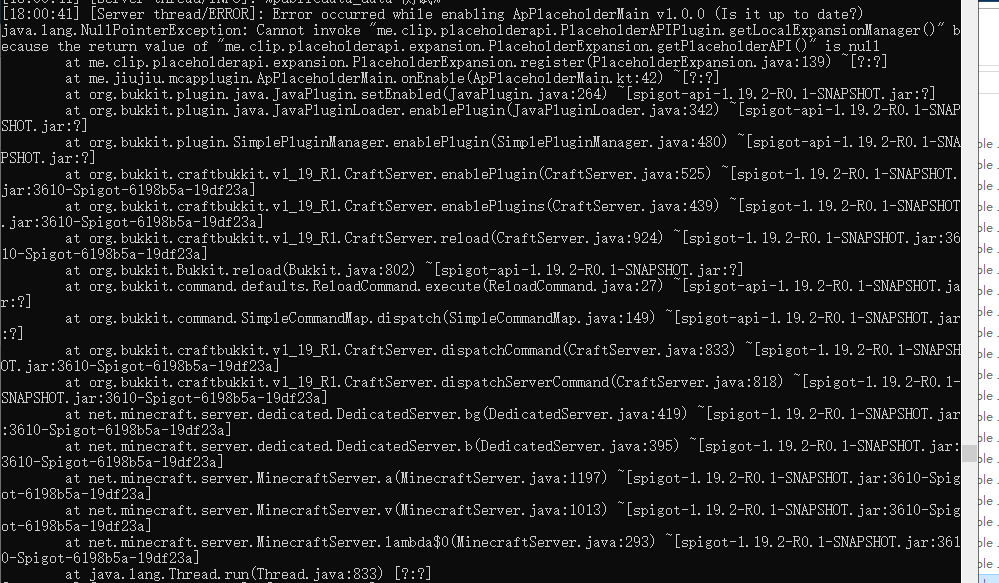 [18:00:41] [Server thread/ERROR]: Error occurred while enabling ApPlaceholderMain v1.0.0 (Is it up to date?)
java.lang.NullPointerException: Cannot invoke "me.clip.placeholderapi.PlaceholderAPIPlugin.getLocalExpansionManager()" b
ecause the return value of "me.clip.placeholderapi.expansion.PlaceholderExpansion.getPlaceholderAPI()" is null
at me.clip.placeholderapi.expansion.PlaceholderExpansion.register(PlaceholderExpansion.java:139) ~[?:?]
at me.jiujiu.mcapplugin.ApPlaceholderMain.onEnable(ApPlaceholderMain.kt:42) ~[?:?]
at org.bukkit.plugin.java.JavaPlugin.setEnabled(JavaPlugin.java:264) ~[spigot-api-1.19.2-R0.1-SNAPSHOT.jar:?]
at org.bukkit.plugin.java.JavaPluginLoader.enablePlugin(JavaPluginLoader.java:342) ~[spigot-api-1.19.2-R0.1-SNAP
SHOT.jar:?]
at org.bukkit.plugin.SimplePluginManager.enablePlugin(SimplePluginManager.java:480) ~[spigot-api-1.19.2-R0.1-SNA
PSHOT.jar:?]
at org.bukkit.craftbukkit.v1_19_R1.CraftServer.enablePlugin(CraftServer.java:525) ~[spigot-1.19.2-R0.1-SNAPSHOT.
jar:3610-Spigot-6198b5a-19df23a]
at org.bukkit.craftbukkit.v1_19_R1.CraftServer.enablePlugins(CraftServer.java:439) ~[spigot-1.19.2-R0.1-SNAPSHOT
.jar:3610-Spigot-6198b5a-19df23a]
at org.bukkit.craftbukkit.v1_19_R1.CraftServer.reload(CraftServer.java:924) ~[spigot-1.19.2-R0.1-SNAPSHOT.jar:36
10-Spigot-6198b5a-19df23a]
at org.bukkit.Bukkit.reload(Bukkit.java:802) ~[spigot-api-1.19.2-R0.1-SNAPSHOT.jar:?]
at org.bukkit.command.defaults.ReloadCommand.execute(ReloadCommand.java:27) ~[spigot-api-1.19.2-R0.1-SNAPSHOT.ja
r:?]
at org.bukkit.command.SimpleCommandMap.dispatch(SimpleCommandMap.java:149) ~[spigot-api-1.19.2-R0.1-SNAPSHOT.jar
:?]
at org.bukkit.craftbukkit.v1_19_R1.CraftServer.dispatchCommand(CraftServer.java:833) ~[spigot-1.19.2-R0.1-SNAPSH
OT.jar:3610-Spigot-6198b5a-19df23a]
at org.bukkit.craftbukkit.v1_19_R1.CraftServer.dispatchServerCommand(CraftServer.java:818) ~[spigot-1.19.2-R0.1-
SNAPSHOT.jar:3610-Spigot-6198b5a-19df23a]
at net.minecraft.server.dedicated.DedicatedServer.bg(DedicatedServer.java:419) ~[spigot-1.19.2-R0.1-SNAPSHOT.jar
:3610-Spigot-6198b5a-19df23a]
at net.minecraft.server.dedicated.DedicatedServer.b(DedicatedServer.java:395) ~[spigot-1.19.2-R0.1-SNAPSHOT.jar:
3610-Spigot-6198b5a-19df23a]
at net.minecraft.server.MinecraftServer.a(MinecraftServer.java:1197) ~[spigot-1.19.2-R0.1-SNAPSHOT.jar:3610-Spig
ot-6198b5a-19df23a]
at net.minecraft.server.MinecraftServer.v(MinecraftServer.java:1013) ~[spigot-1.19.2-R0.1-SNAPSHOT.jar:3610-Spig
ot-6198b5a-19df23a]
at net.minecraft.server.MinecraftServer.lambda$0(MinecraftServer.java:293) ~[spigot-1.19.2-R0.1-SNAPSHOT.jar:361
0-Spigot-6198b5a-19df23a]
at java.lang.Thread.run(Thread.java:833) [?:?]